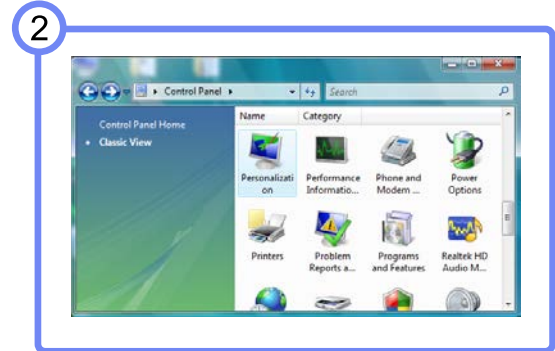 2
Control Panel
Search
Control Panel Home
Classic View
Name Category
Personalizati
on
Performance
Informatio...
Phone and
Modem ...
Power
Options
Printers
Problem
Reports a...
Programs
and Features
Realtek HD
Audio M...